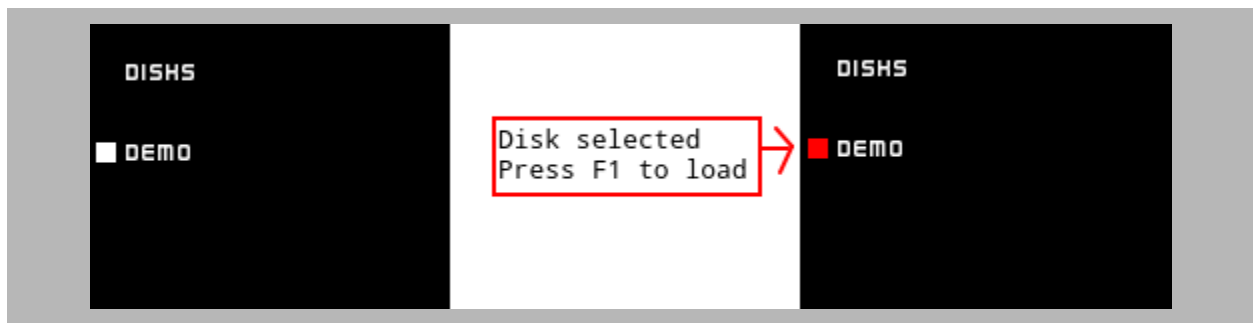 DISKS
DEMO
Disk selected
Press F1 to load
DISKS
DEMO